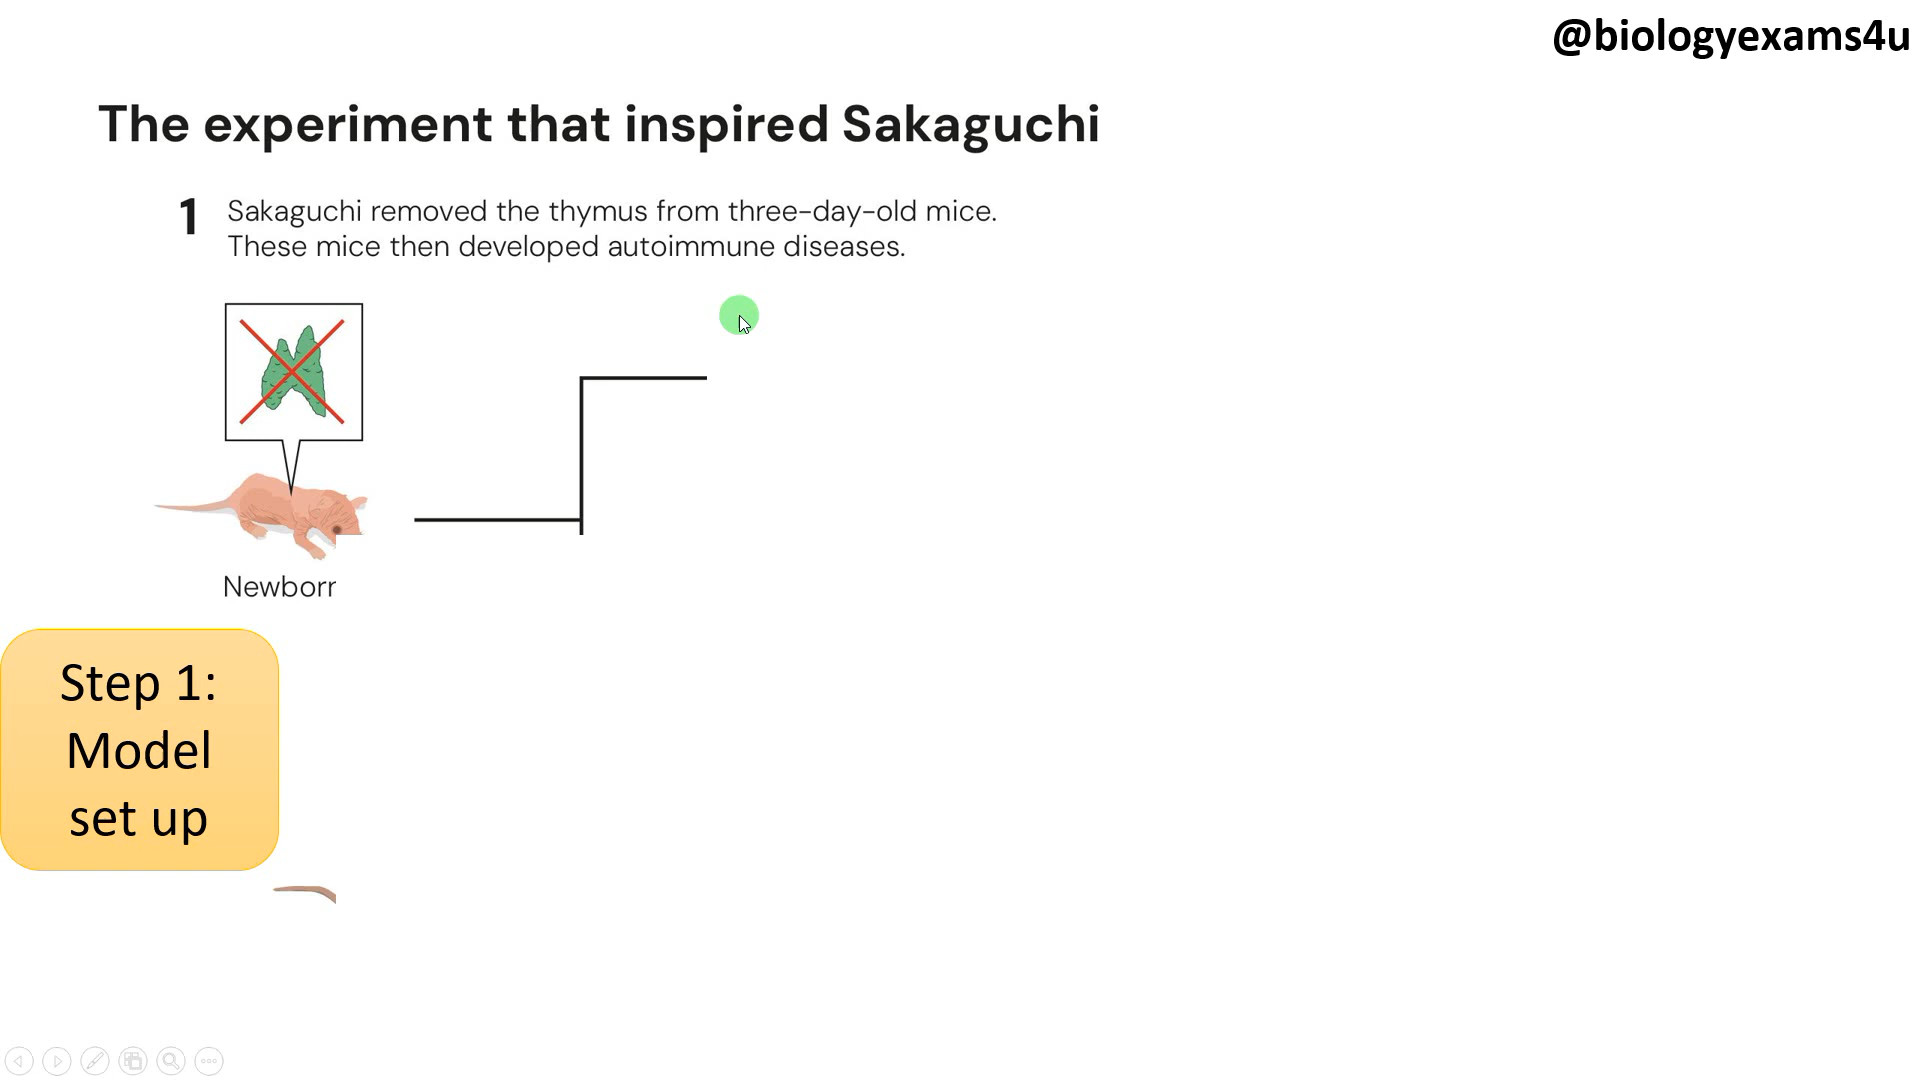 @biologyexams4u
The experiment that inspired Sakaguchi
1 Sakaguchi removed the thymus from three-day-old mice.
These mice then developed autoimmune diseases.
Newborr
Step 1:
Model
set up